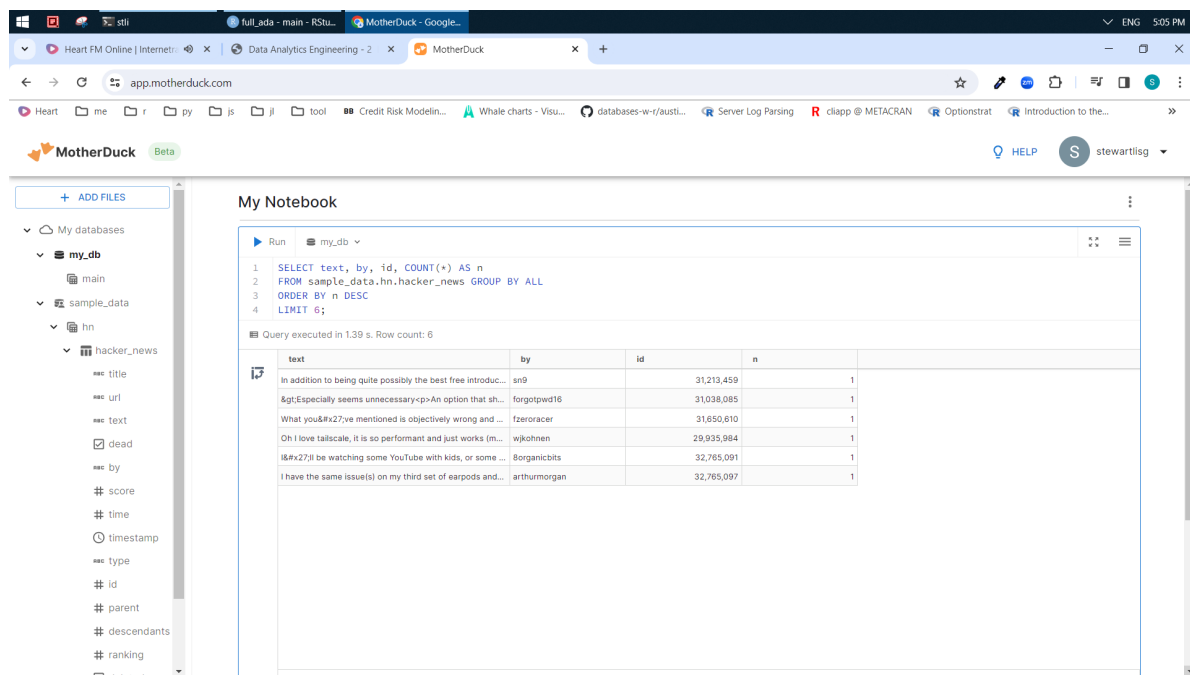 stli
full_ada - main - RStu...
MotherDuck - Google...
ENG 5:05 PM
Heart FM Online | Internet
Data Analytics Engineering - 2
MotherDuck
app.motherduck.com
S
Heart me r py js jl tool BB Credit Risk Modelin... Whale charts - Visu... databases-w-r/austi... Server Log Parsing R cliapp @ METACRAN Optionstrat Introduction to the...
MotherDuck Beta
HELP S stewartlisg
+ ADD FILES
My databases
my_db
main
sample_data
hn
hacker_news
ABC title
ABC url
ABC text
dead
ABC by
# score
# time
timestamp
ABC type
# id
# parent
# descendants
# ranking
My Notebook
Run my_db
1 SELECT text, by, id, COUNT(*) AS n
2 FROM sample_data.hn.hacker_news GROUP BY ALL
3 ORDER BY n DESC
4 LIMIT 6;
Query executed in 1.39 s. Row count: 6
text by id n
In addition to being quite possibly the best free introduc... sn9 31,213,459 1
&gt;Especially seems unnecessary<p>An option that sh... forgotpwd16 31,038,085 1
What you&#x27;ve mentioned is objectively wrong and ... fzeroracer 31,650,610 1
Oh I love tailscale, it is so performant and just works (m... wjkohnen 29,935,984 1
I&#x27;ll be watching some YouTube with kids, or some ... 8organicbits 32,765,091 1
I have the same issue(s) on my third set of earpods and... arthurmorgan 32,765,097 1